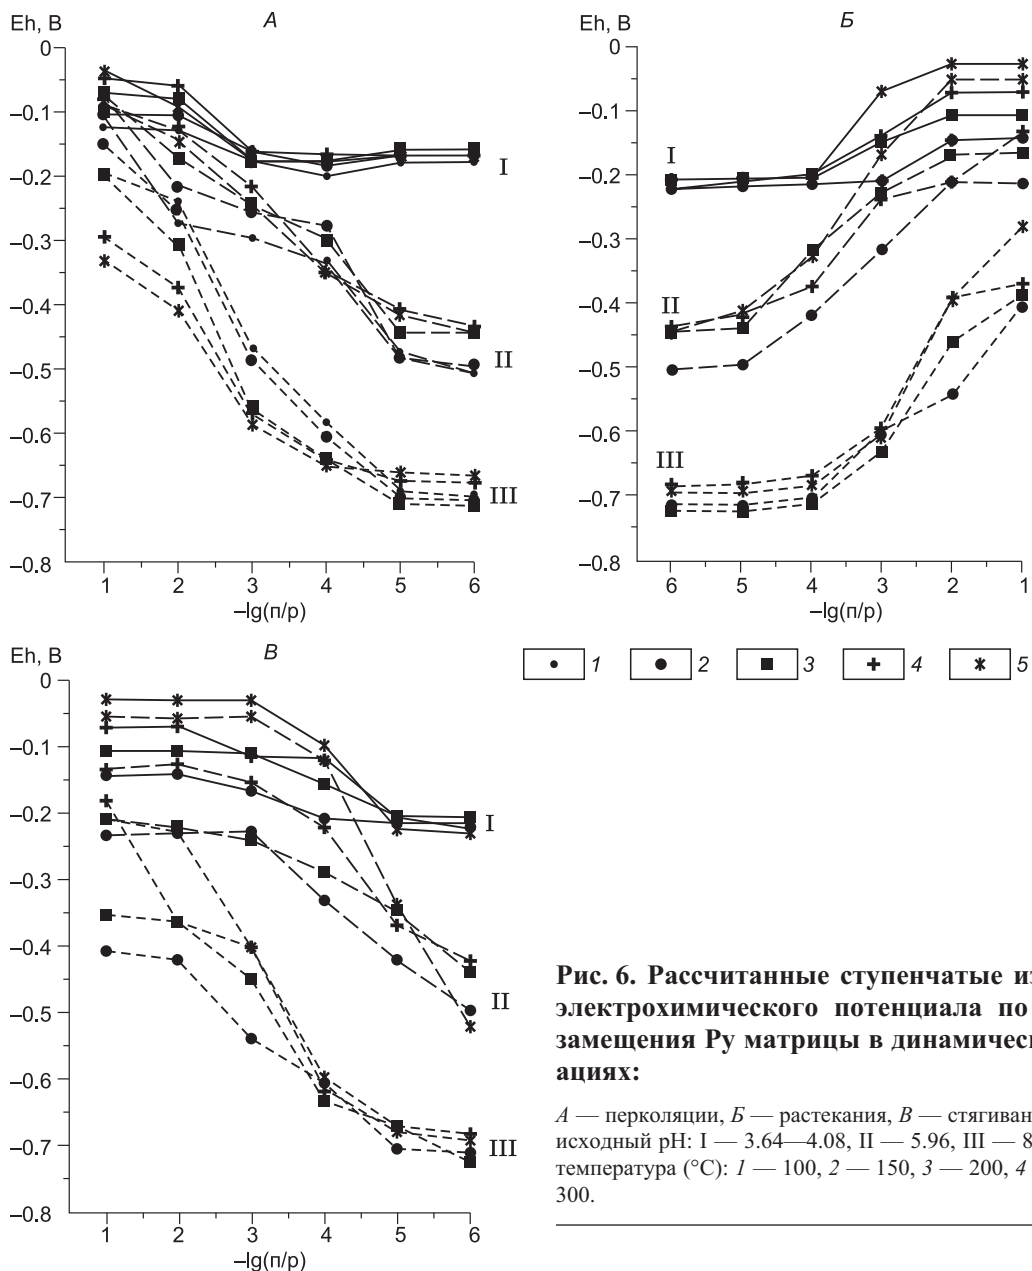 Eh, В
А
0
–0.1
–0.2
–0.3
–0.4
–0.5
–0.6
–0.7
–0.8
I
II
III
1 2 3 4 5 6
–lg(п/р)
Eh, В
Б
0
–0.1
–0.2
–0.3
–0.4
–0.5
–0.6
–0.7
–0.8
I
II
III
6 5 4 3 2 1
–lg(п/р)
Eh, В
В
0
–0.1
–0.2
–0.3
–0.4
–0.5
–0.6
–0.7
–0.8
I
II
III
1 2 3 4 5 6
–lg(п/р)
1 2 3 4 5
Рис. 6. Рассчитанные ступенчатые из
электрохимического потенциала по
замещения Py матрицы в динамичес
ациях:
А — перколяции, Б — растекания, В — стягиван
исходный pH: I — 3.64—4.08, II — 5.96, III — 8
температура (°C): 1 — 100, 2 — 150, 3 — 200, 4
300.